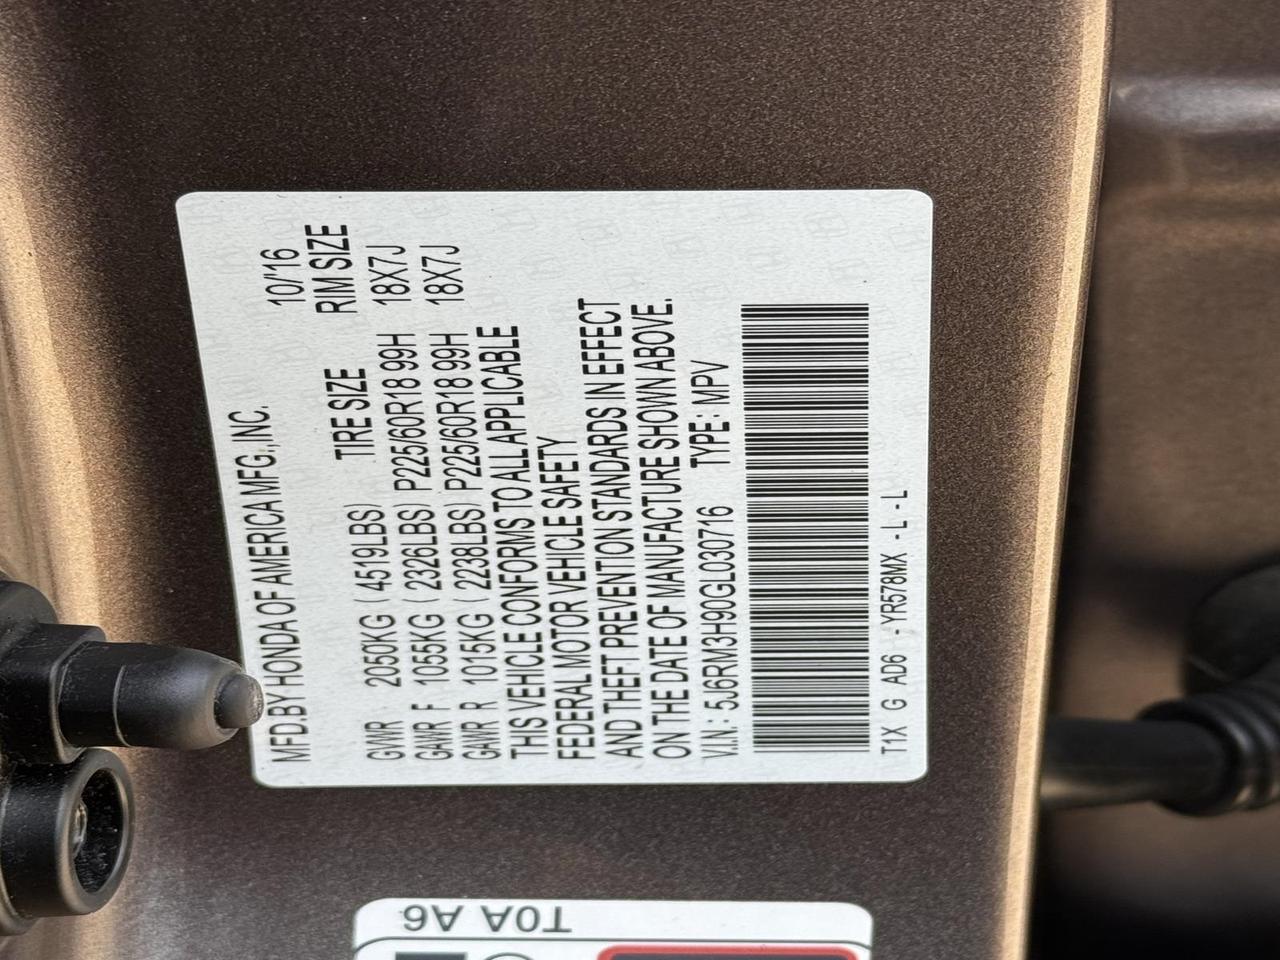 MFD.BY HONDA OF AMERICA MFG.,INC. 10/'16
TIRE SIZE RIM SIZE
GVWR 2050KG ( 4519LBS)
GAWR F 1055KG ( 2326LBS) P225/60R18 99H 18X7J
GAWR R 1015KG ( 2238LBS) P225/60R18 99H 18X7J
THIS VEHICLE CONFORMS TO ALL APPLICABLE
FEDERAL MOTOR VEHICLE SAFETY
AND THEFT PREVENTION STANDARDS IN EFFECT
ON THE DATE OF MANUFACTURE SHOWN ABOVE.
V.I.N.: 5J6RM3H90GL030716 TYPE: MPV
T1X G AD6 - YR578MX - L - L
T0A A6